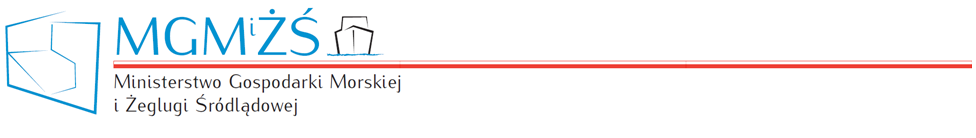 MGMiŻŚ
Ministerstwo Gospodarki Morskiej
i Żeglugi Śródlądowej